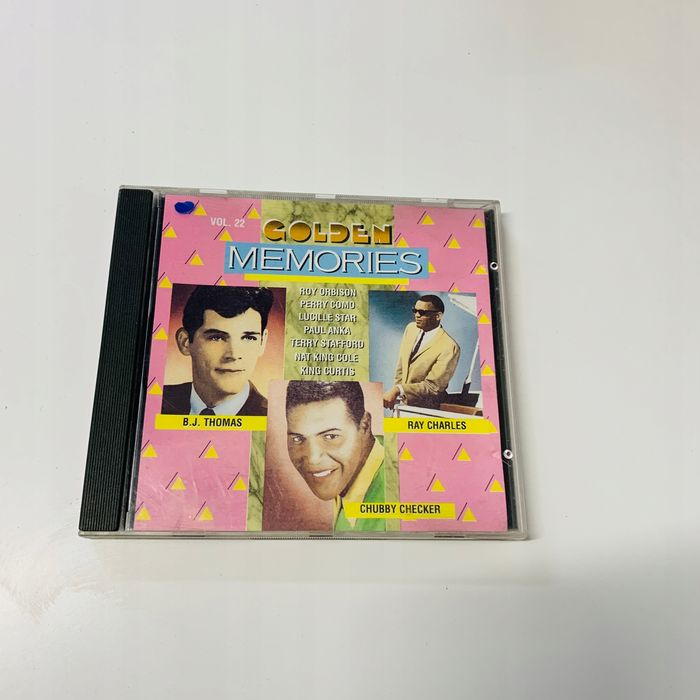 VOL. 22
GOLDEN
MEMORIES
ROY ORBISON
PERRY COMO
LUCILLE STAR
PAUL ANKA
TERRY STAFFORD
NAT KING COLE
KING CURTIS
B.J. THOMAS
RAY CHARLES
CHUBBY CHECKER